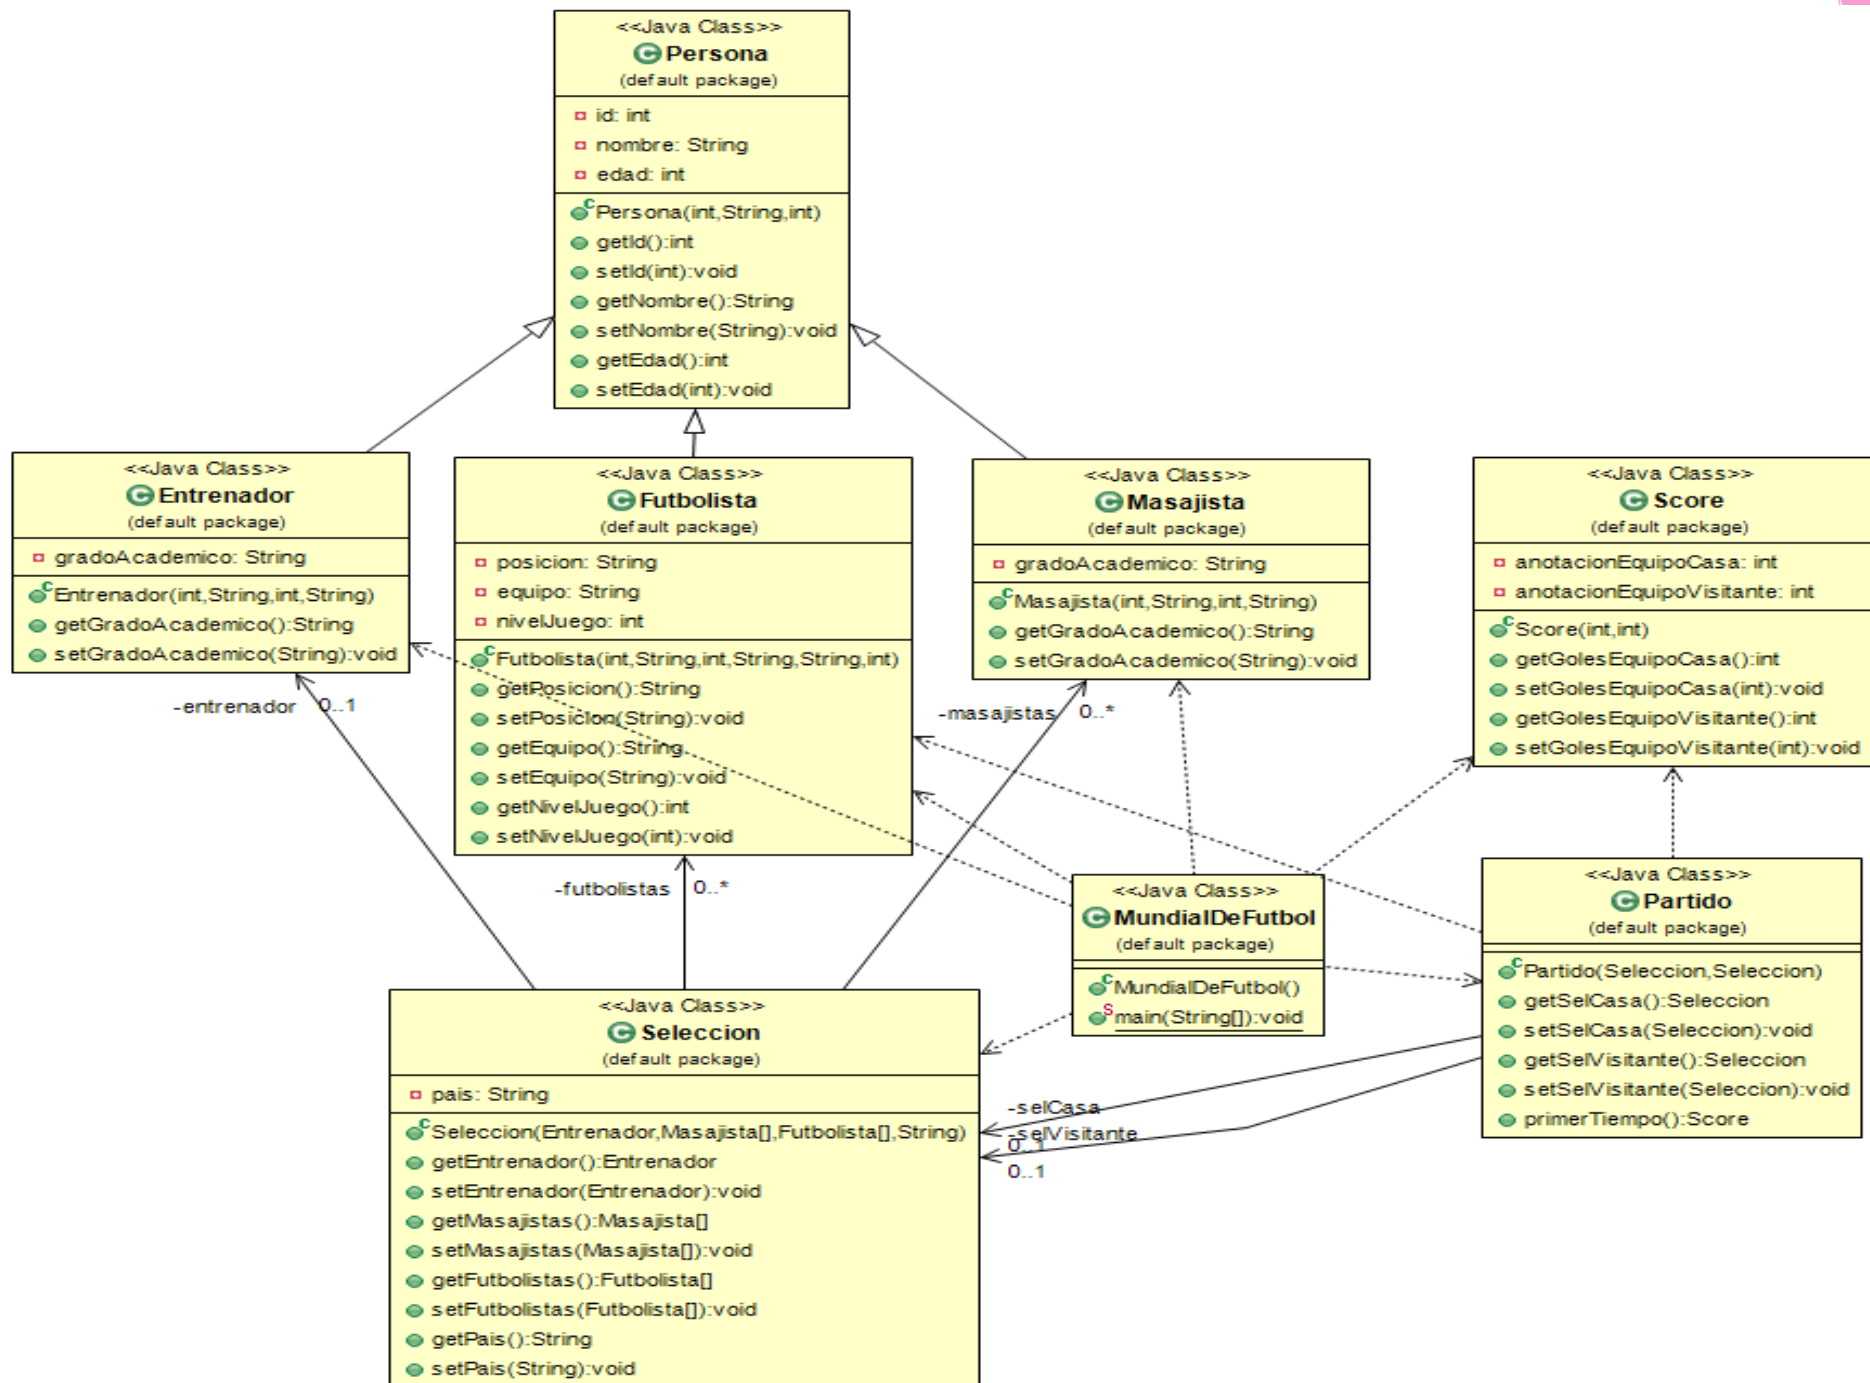 <<Java Class>>
Persona
(default package)
id: int
nombre: String
edad: int
Persona(int,String,int)
getId():int
setId(int):void
getNombre():String
setNombre(String):void
getEdad():int
setEdad(int):void
<<Java Class>>
Entrenador
(default package)
gradoAcademico: String
Entrenador(int,String,int,String)
getGradoAcademico():String
setGradoAcademico(String):void
<<Java Class>>
Futbolista
(default package)
posicion: String
equipo: String
nivelJuego: int
Futbolista(int,String,int,String,String,int)
getPosicion():String
setPosicion(String):void
getEquipo():String
setEquipo(String):void
getNivelJuego():int
setNivelJuego(int):void
<<Java Class>>
Masajista
(default package)
gradoAcademico: String
Masajista(int,String,int,String)
getGradoAcademico():String
setGradoAcademico(String):void
<<Java Class>>
Score
(default package)
anotacionEquipoCasa: int
anotacionEquipoVisitante: int
Score(int,int)
getGolesEquipoCasa():int
setGolesEquipoCasa(int):void
getGolesEquipoVisitante():int
setGolesEquipoVisitante(int):void
-entrenador 0..1
-masajistas 0..*
-futbolistas 0..*
<<Java Class>>
MundialDeFutbol
(default package)
MundialDeFutbol()
main(String[]):void
<<Java Class>>
Partido
(default package)
Partido(Seleccion,Seleccion)
getSelCasa():Seleccion
setSelCasa(Seleccion):void
getSelVisitante():Seleccion
setSelVisitante(Seleccion):void
primerTiempo():Score
<<Java Class>>
Seleccion
(default package)
pais: String
Seleccion(Entrenador,Masajista[],Futbolista[],String)
getEntrenador():Entrenador
setEntrenador(Entrenador):void
getMasajistas():Masajista[]
setMasajistas(Masajista[]):void
getFutbolistas():Futbolista[]
setFutbolistas(Futbolista[]):void
getPais():String
setPais(String):void
-selCasa
-selVisitante
0..1
0..1